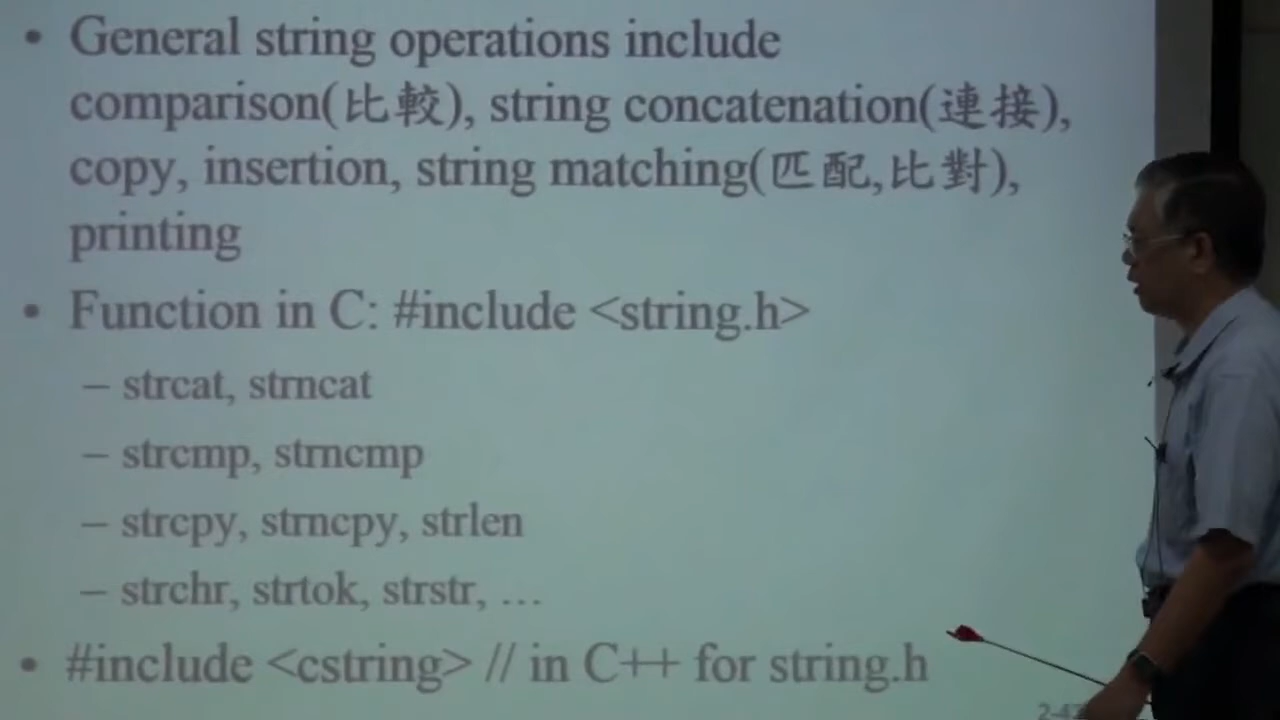 • General string operations include
comparison(比較), string concatenation(連接),
copy, insertion, string matching(匹配,比對),
printing
• Function in C: #include <string.h>
– strcat, strncat
– strcmp, strncmp
– strcpy, strncpy, strlen
– strchr, strtok, strstr, …
• #include <cstring> // in C++ for string.h